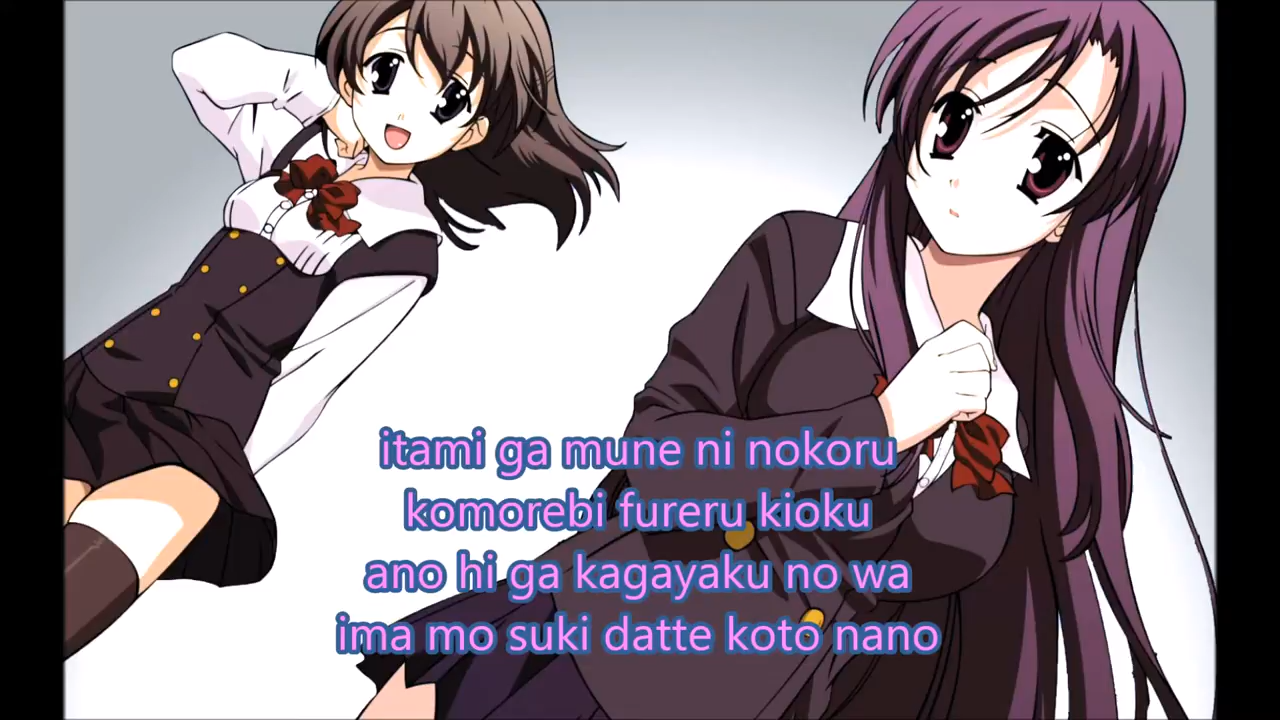 itami ga mune ni nokoru
komorebi fureru kioku
ano hi ga kagayaku no wa
ima mo suki datte koto nano